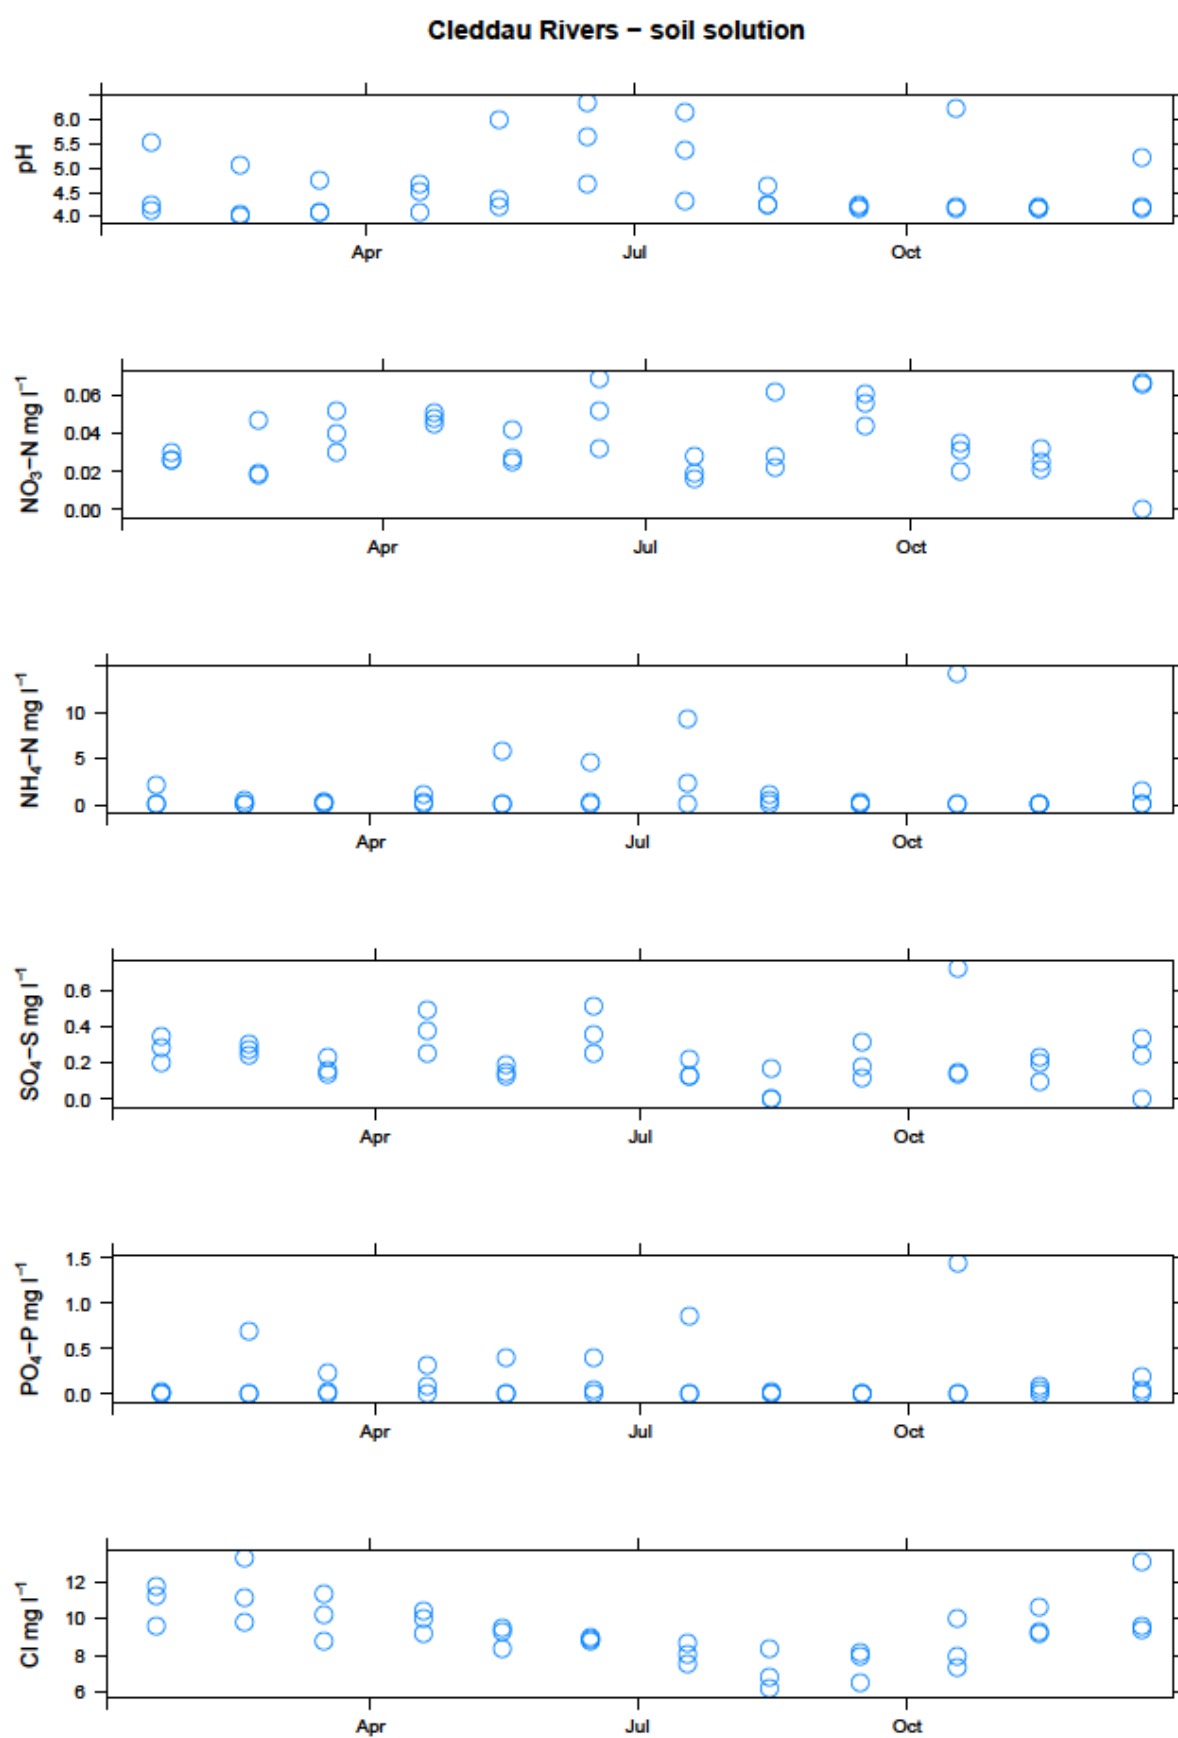 Cleddau Rivers − soil solution
pH
6.0
5.5
5.0
4.5
4.0
Apr Jul Oct
NO₃−N mg l⁻¹
0.06
0.04
0.02
0.00
Apr Jul Oct
NH₄−N mg l⁻¹
10
5
0
Apr Jul Oct
SO₄−S mg l⁻¹
0.6
0.4
0.2
0.0
Apr Jul Oct
PO₄−P mg l⁻¹
1.5
1.0
0.5
0.0
Apr Jul Oct
Cl mg l⁻¹
12
10
8
6
Apr Jul Oct